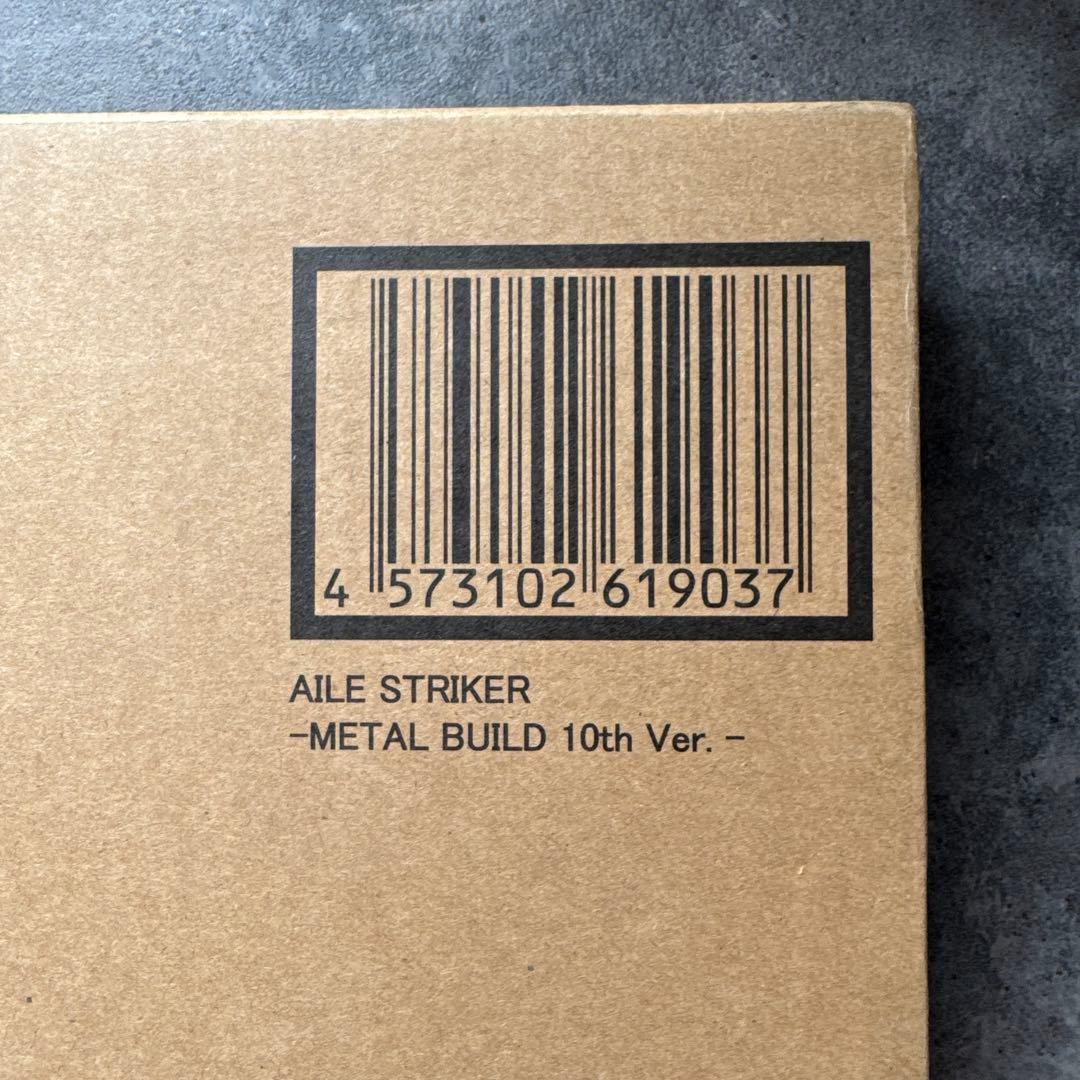 4 573102 619037
AILE STRIKER
-METAL BUILD 10th Ver. -